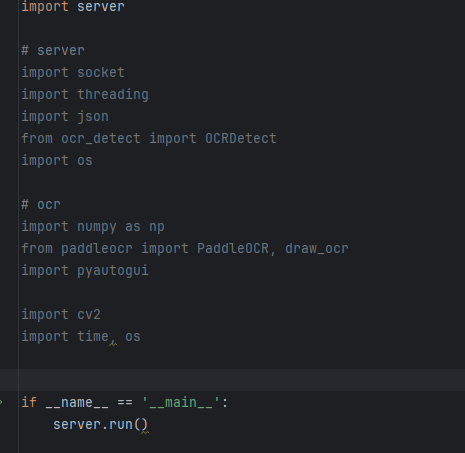 import server
# server
import socket
import threading
import json
from ocr_detect import OCRDetect
import os
# ocr
import numpy as np
from paddleocr import PaddleOCR, draw_ocr
import pyautogui
import cv2
import time, os
if __name__ == '__main__':
    server.run()